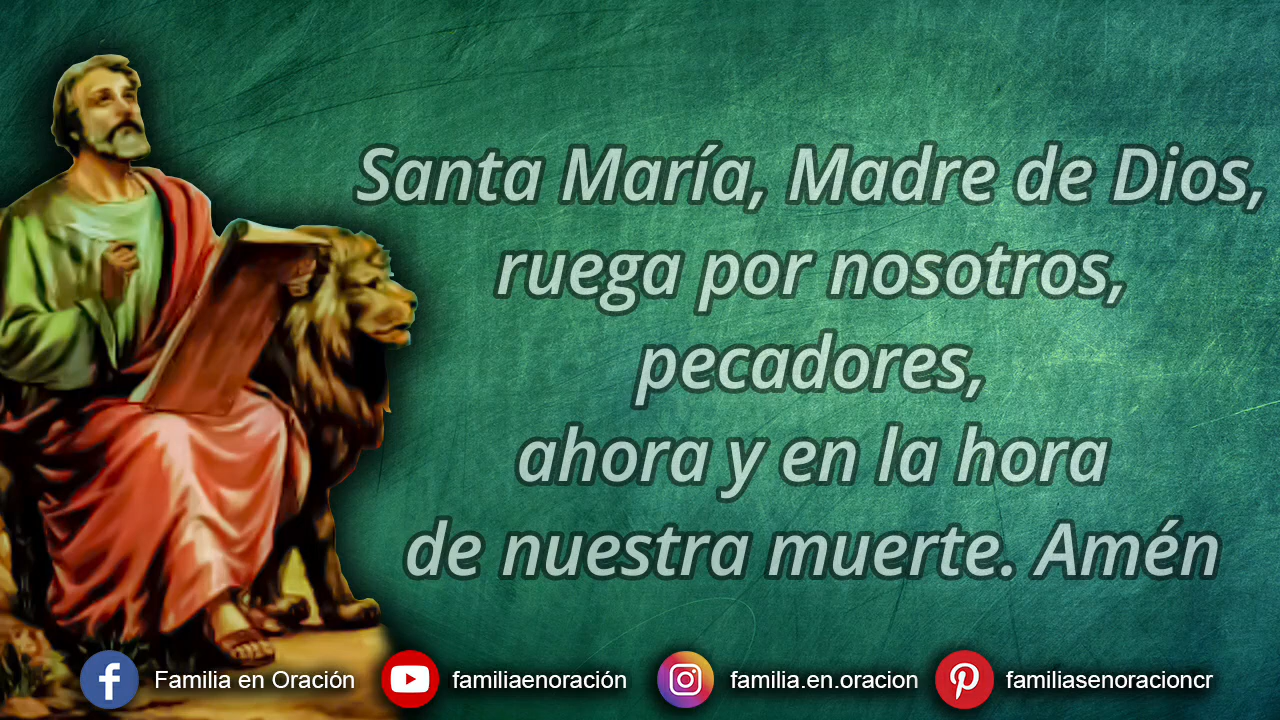 Santa María, Madre de Dios,
ruega por nosotros,
pecadores,
ahora y en la hora
de nuestra muerte. Amén
Familia en Oración familiaenoración familia.en.oracion familiasenoracioncr